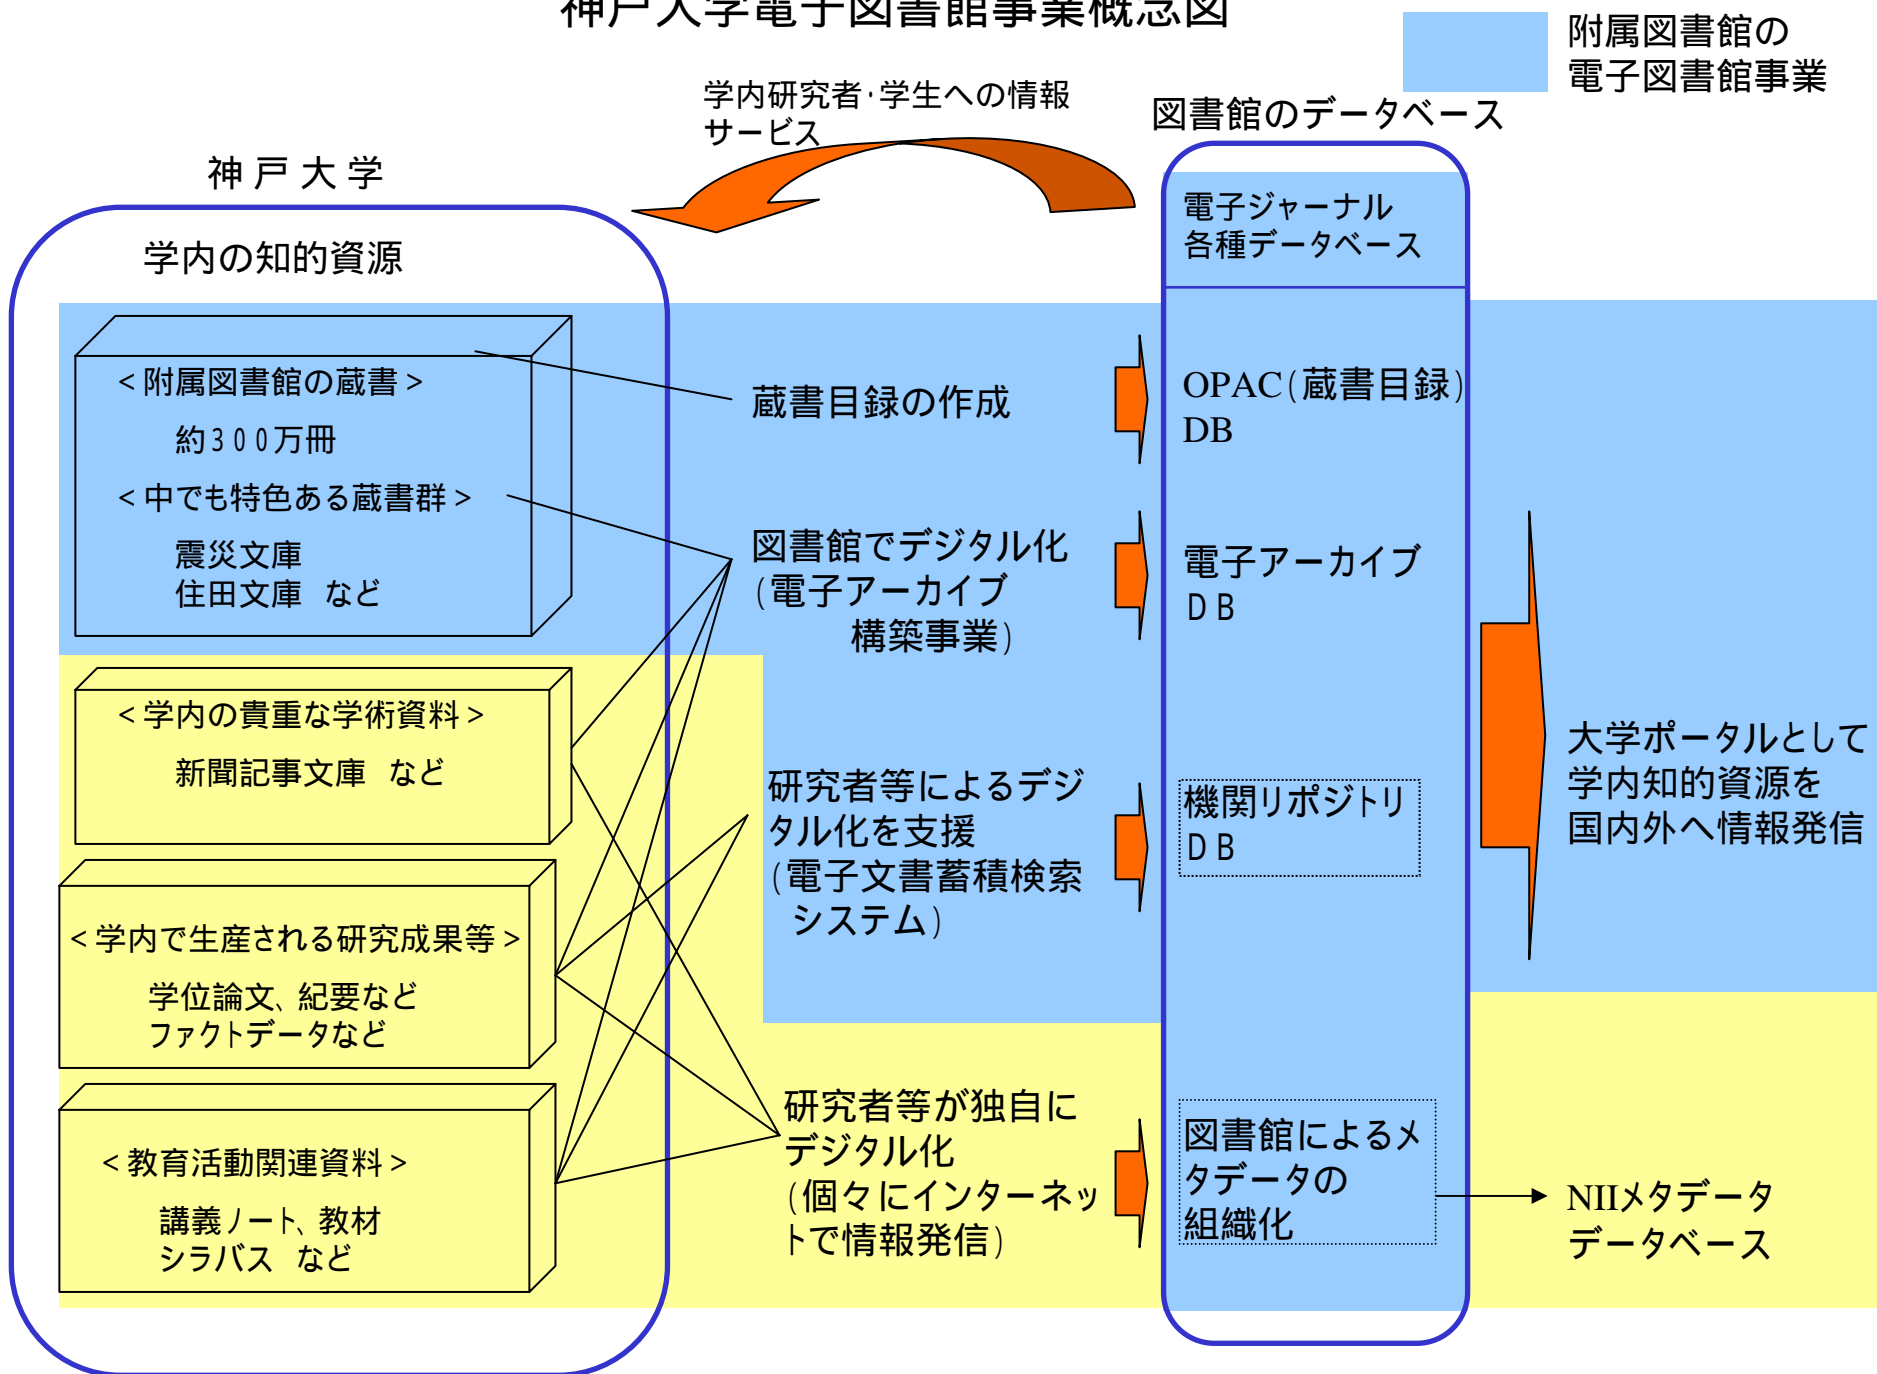 神戸大学電子図書館事業概念図
附属図書館の
電子図書館事業
学内研究者・学生への情報
サービス
図書館のデータベース
神戸大学
学内の知的資源
電子ジャーナル
各種データベース
<附属図書館の蔵書>
約300万冊
<中でも特色ある蔵書群>
震災文庫
住田文庫 など
蔵書目録の作成
OPAC(蔵書目録)
DB
図書館でデジタル化
(電子アーカイブ
構築事業)
電子アーカイブ
DB
<学内の貴重な学術資料>
新聞記事文庫 など
研究者等によるデジ
タル化を支援
(電子文書蓄積検索
システム)
機関リポジトリ
DB
大学ポータルとして
学内知的資源を
国内外へ情報発信
<学内で生産される研究成果等>
学位論文、紀要など
ファクトデータなど
<教育活動関連資料>
講義ノート、教材
シラバス など
研究者等が独自に
デジタル化
(個々にインターネッ
トで情報発信)
図書館によるメ
タデータの
組織化
NIIメタデータ
データベース